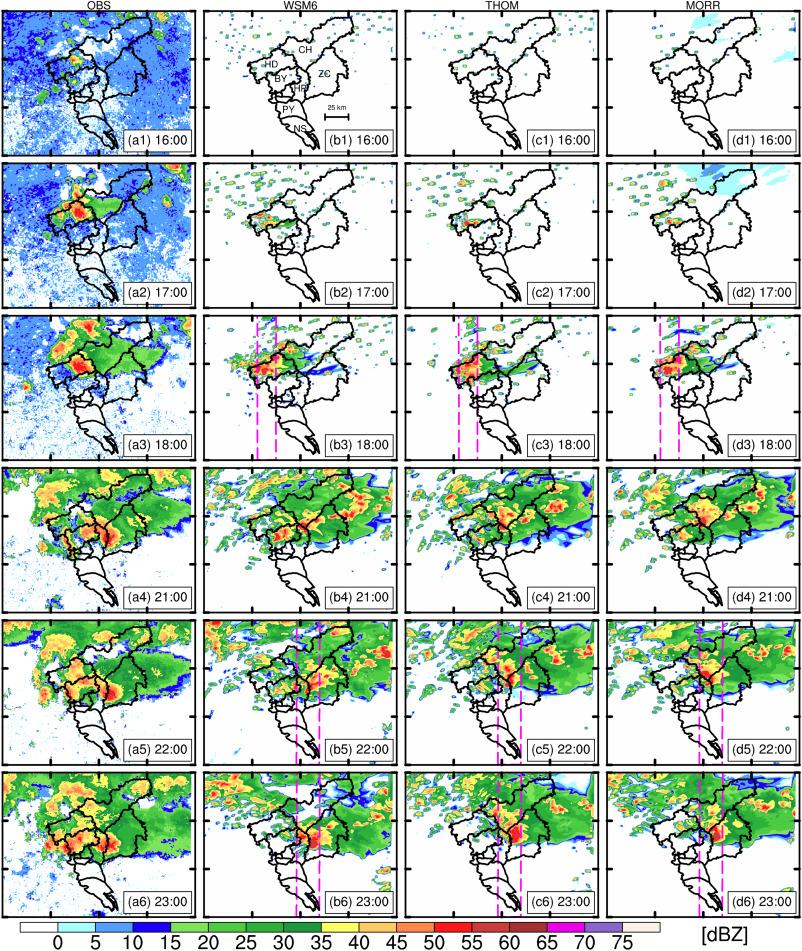 OBS WSM6 THOM MORR
CH
HD
ZC
BY
HP
PY
25 km
NS
(a1) 16:00 (b1) 16:00 (c1) 16:00 (d1) 16:00
(a2) 17:00 (b2) 17:00 (c2) 17:00 (d2) 17:00
(a3) 18:00 (b3) 18:00 (c3) 18:00 (d3) 18:00
(a4) 21:00 (b4) 21:00 (c4) 21:00 (d4) 21:00
(a5) 22:00 (b5) 22:00 (c5) 22:00 (d5) 22:00
(a6) 23:00 (b6) 23:00 (c6) 23:00 (d6) 23:00
0 5 10 15 20 25 30 35 40 45 50 55 60 65 70 75 [dBZ]